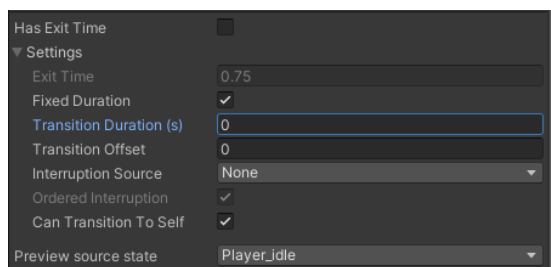 Has Exit Time
Settings
Exit Time 0.75
Fixed Duration
Transition Duration (s) 0
Transition Offset 0
Interruption Source None
Ordered Interruption
Can Transition To Self
Preview source state Player_idle